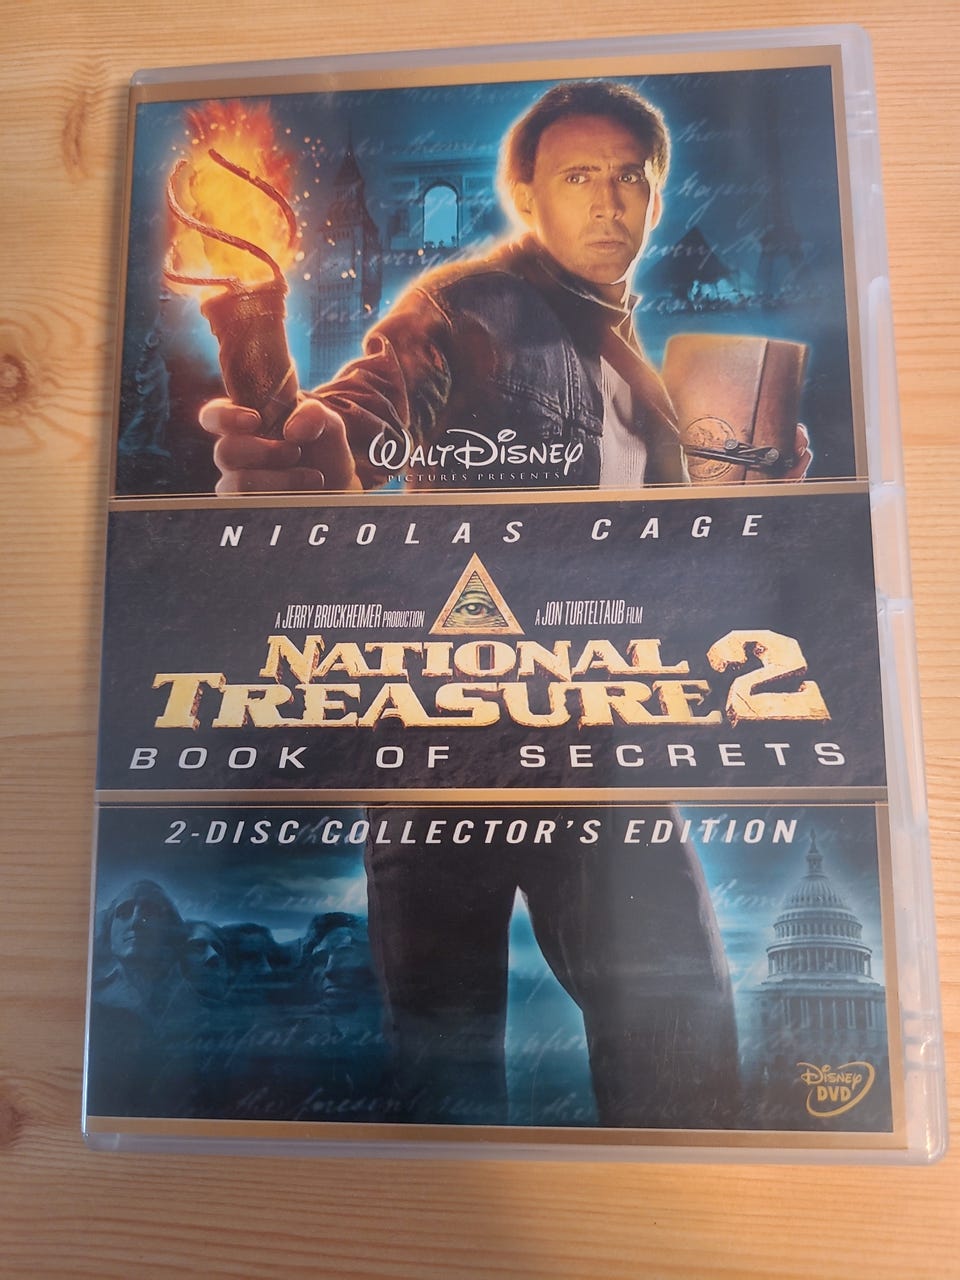 WALT DISNEY
PICTURES PRESENTS
NICOLAS CAGE
A JERRY BRUCKHEIMER PRODUCTION A JON TURTELTAUB FILM
NATIONAL
TREASURE 2
BOOK OF SECRETS
2-DISC COLLECTOR'S EDITION
DISNEY
DVD